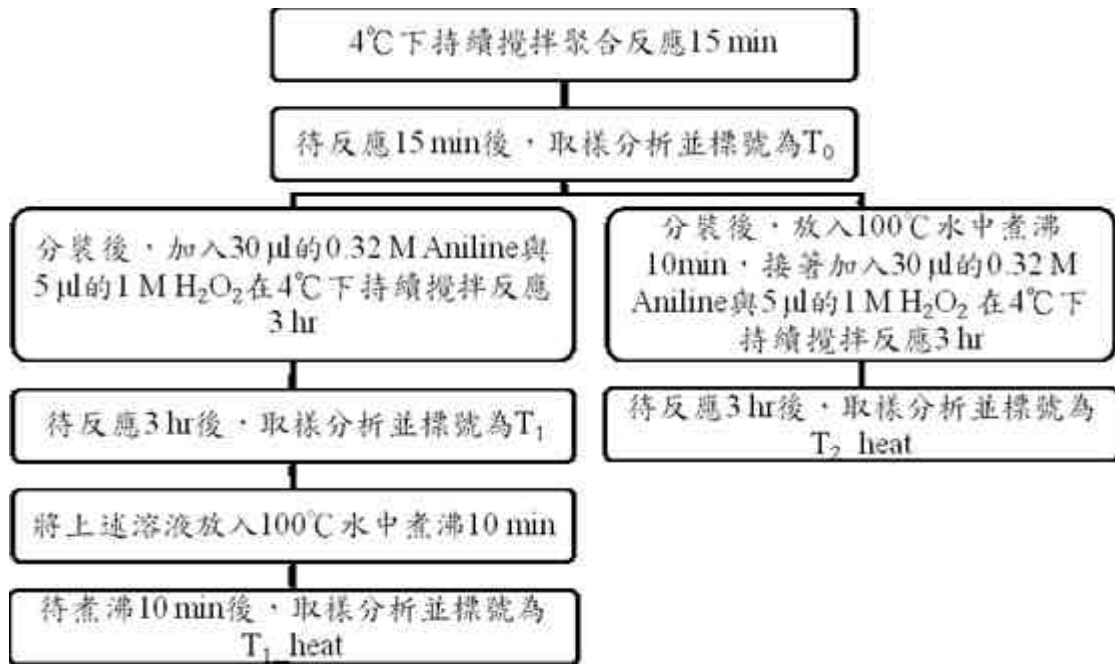 4℃下持續攪拌聚合反應15 min
待反應15 min後，取樣分析並標號為T₀
分裝後，加入30 μl的0.32 M Aniline與
5 μl的1 M H₂O₂在4℃下持續攪拌反應
3 hr
待反應3 hr後，取樣分析並標號為T₁
將上述溶液放入100℃水中煮沸10 min
待煮沸10 min後，取樣分析並標號為
T₁_heat
分裝後，放入100℃水中煮沸
10min，接著加入30 μl的0.32 M
Aniline與5 μl的1 M H₂O₂ 在4℃下
持續攪拌反應3 hr
待反應3 hr後，取樣分析並標號為
T₂_heat